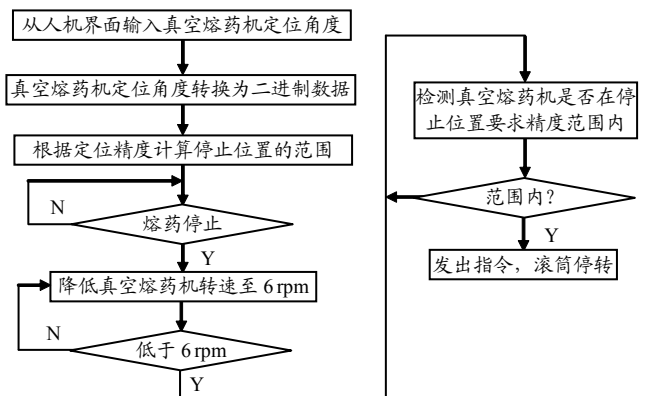 从人机界面输入真空熔药机定位角度
真空熔药机定位角度转换为二进制数据
根据定位精度计算停止位置的范围
N
熔药停止
Y
降低真空熔药机转速至 6 rpm
N
低于 6 rpm
Y
检测真空熔药机是否在停
止位置要求精度范围内
范围内?
Y
发出指令，滚筒停转